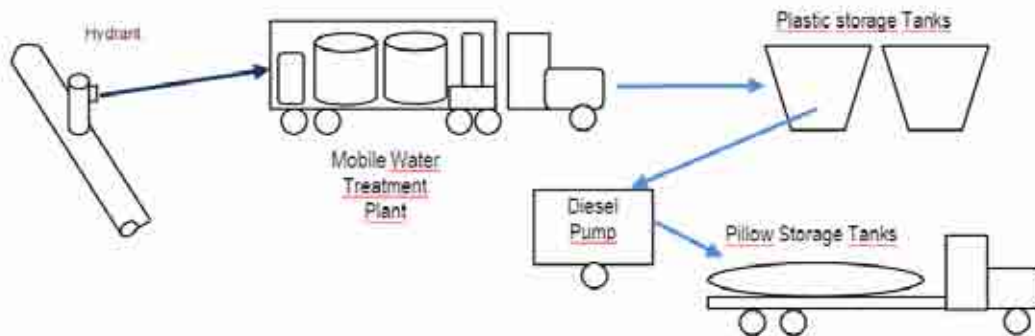 Hydrant
Plastic storage Tanks
Mobile Water
Treatment
Plant
Diesel
Pump
Pillow Storage Tanks